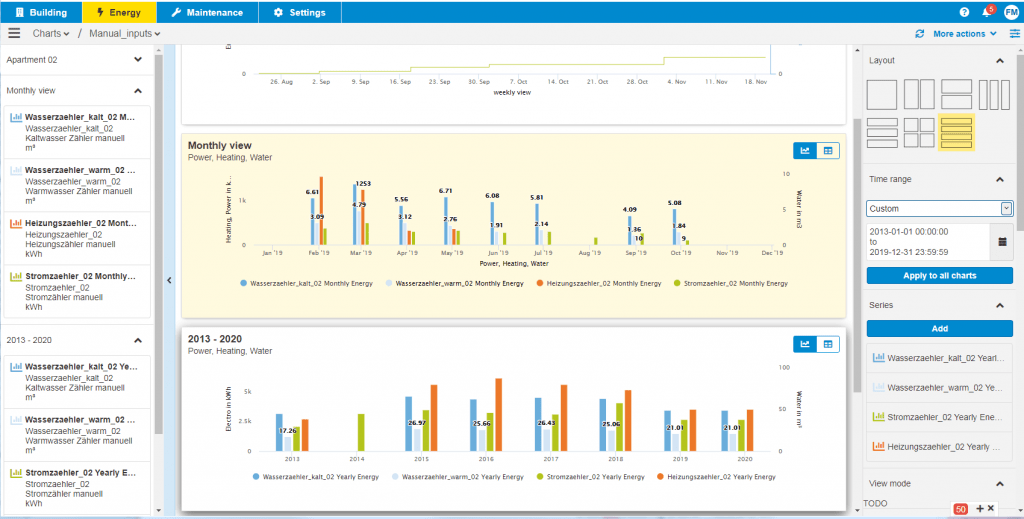 Building
Energy
Maintenance
Settings
?
5
FM
Charts / Manual_inputs
More actions
Apartment 02
Monthly view
Wasserzaehler_kalt_02 M...
Wasserzaehler_kalt_02
Kaltwasser Zähler manuell
m³
Wasserzaehler_warm_02 ...
Wasserzaehler_warm_02
Warmwasser Zähler manuell
m³
Heizungszaehler_02 Mont...
Heizungszaehler_02
Heizungszähler manuell
kWh
Stromzaehler_02 Monthly...
Stromzaehler_02
Stromzähler manuell
kWh
2013 - 2020
Wasserzaehler_kalt_02 Ye...
Wasserzaehler_kalt_02
Kaltwasser Zähler manuell
m³
Wasserzaehler_warm_02 ...
Wasserzaehler_warm_02
Warmwasser Zähler manuell
m³
Stromzaehler_02 Yearly E...
Stromzaehler_02
Stromzähler manuell
kWh
0 0
26. Aug 2. Sep 9. Sep 16. Sep 23. Sep 30. Sep 7. Oct 14. Oct 21. Oct 28. Oct 4. Nov 11. Nov 18. Nov
weekly view
Monthly view
Power, Heating, Water
Heating, Power in k...
1k
0
6.61 3.09 1253 4.79 5.56 3.12 6.71 2.76 6.08 1.91 5.81 2.14 4.09 1.36 10 5.08 1.84 9
10
5
0
Water in m3
Jan '19 Feb '19 Mar '19 Apr '19 May '19 Jun '19 Jul '19 Aug '19 Sep '19 Oct '19 Nov '19 Dec '19
Power, Heating, Water
Wasserzaehler_kalt_02 Monthly Energy Wasserzaehler_warm_02 Monthly Energy Heizungszaehler_02 Monthly Energy Stromzaehler_02 Monthly Energy
2013 - 2020
Power, Heating, Water
Electro in kWh
5k
2.5k
0
17.26 26.97 25.66 26.43 25.06 21.01 21.01
100
50
0
Water in m³
2013 2014 2015 2016 2017 2018 2019 2020
Wasserzaehler_kalt_02 Yearly Energy Wasserzaehler_warm_02 Yearly Energy Stromzaehler_02 Yearly Energy Heizungszaehler_02 Yearly Energy
Layout
Time range
Custom
2013-01-01 00:00:00
to
2019-12-31 23:59:59
Apply to all charts
Series
Add
Wasserzaehler_kalt_02 Yearl...
Wasserzaehler_warm_02 Ye...
Stromzaehler_02 Yearly Ene...
Heizungszaehler_02 Yearly ...
View mode
TODO
50